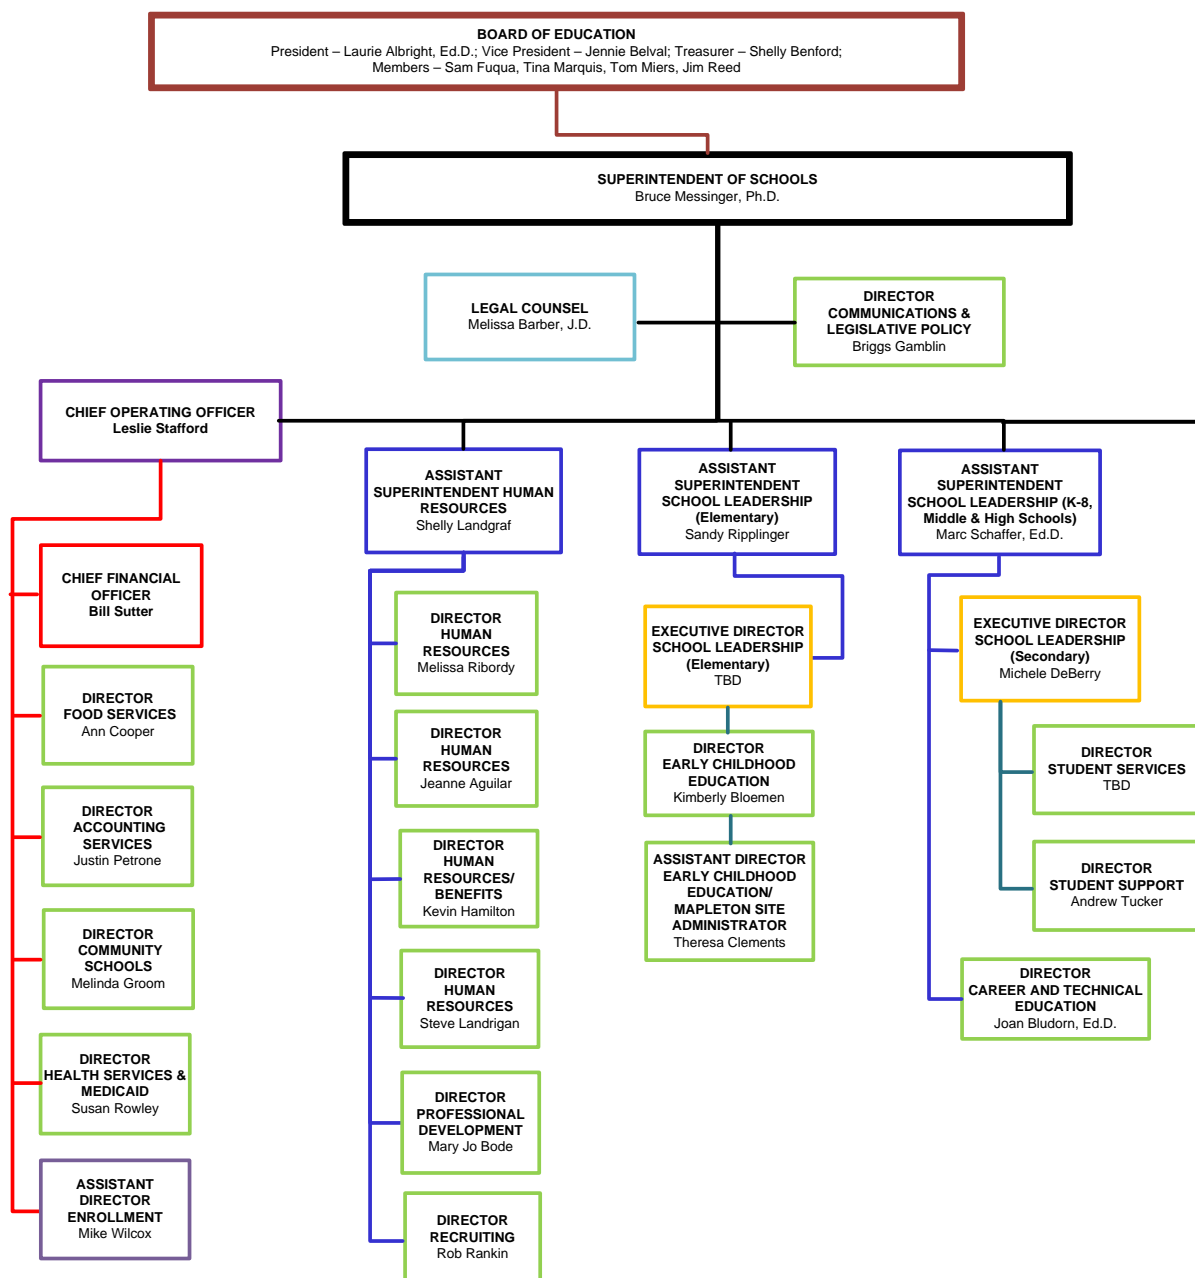 BOARD OF EDUCATION
President – Laurie Albright, Ed.D.; Vice President – Jennie Belval; Treasurer – Shelly Benford;
Members – Sam Fuqua, Tina Marquis, Tom Miers, Jim Reed
SUPERINTENDENT OF SCHOOLS
Bruce Messinger, Ph.D.
LEGAL COUNSEL
Melissa Barber, J.D.
DIRECTOR
COMMUNICATIONS &
LEGISLATIVE POLICY
Briggs Gamblin
CHIEF OPERATING OFFICER
Leslie Stafford
CHIEF FINANCIAL
OFFICER
Bill Sutter
DIRECTOR
FOOD SERVICES
Ann Cooper
DIRECTOR
ACCOUNTING
SERVICES
Justin Petrone
DIRECTOR
COMMUNITY
SCHOOLS
Melinda Groom
DIRECTOR
HEALTH SERVICES &
MEDICAID
Susan Rowley
ASSISTANT
DIRECTOR
ENROLLMENT
Mike Wilcox
ASSISTANT
SUPERINTENDENT HUMAN
RESOURCES
Shelly Landgraf
DIRECTOR
HUMAN
RESOURCES
Melissa Ribordy
DIRECTOR
HUMAN
RESOURCES
Jeanne Aguilar
DIRECTOR
HUMAN
RESOURCES/
BENEFITS
Kevin Hamilton
DIRECTOR
HUMAN
RESOURCES
Steve Landrigan
DIRECTOR
PROFESSIONAL
DEVELOPMENT
Mary Jo Bode
DIRECTOR
RECRUITING
Rob Rankin
ASSISTANT
SUPERINTENDENT
SCHOOL LEADERSHIP
(Elementary)
Sandy Ripplinger
EXECUTIVE DIRECTOR
SCHOOL LEADERSHIP
(Elementary)
TBD
DIRECTOR
EARLY CHILDHOOD
EDUCATION
Kimberly Bloemen
ASSISTANT DIRECTOR
EARLY CHILDHOOD
EDUCATION/
MAPLETON SITE
ADMINISTRATOR
Theresa Clements
ASSISTANT
SUPERINTENDENT
SCHOOL LEADERSHIP (K-8,
Middle & High Schools)
Marc Schaffer, Ed.D.
EXECUTIVE DIRECTOR
SCHOOL LEADERSHIP
(Secondary)
Michele DeBerry
DIRECTOR
STUDENT SERVICES
TBD
DIRECTOR
STUDENT SUPPORT
Andrew Tucker
DIRECTOR
CAREER AND TECHNICAL
EDUCATION
Joan Bludorn, Ed.D.